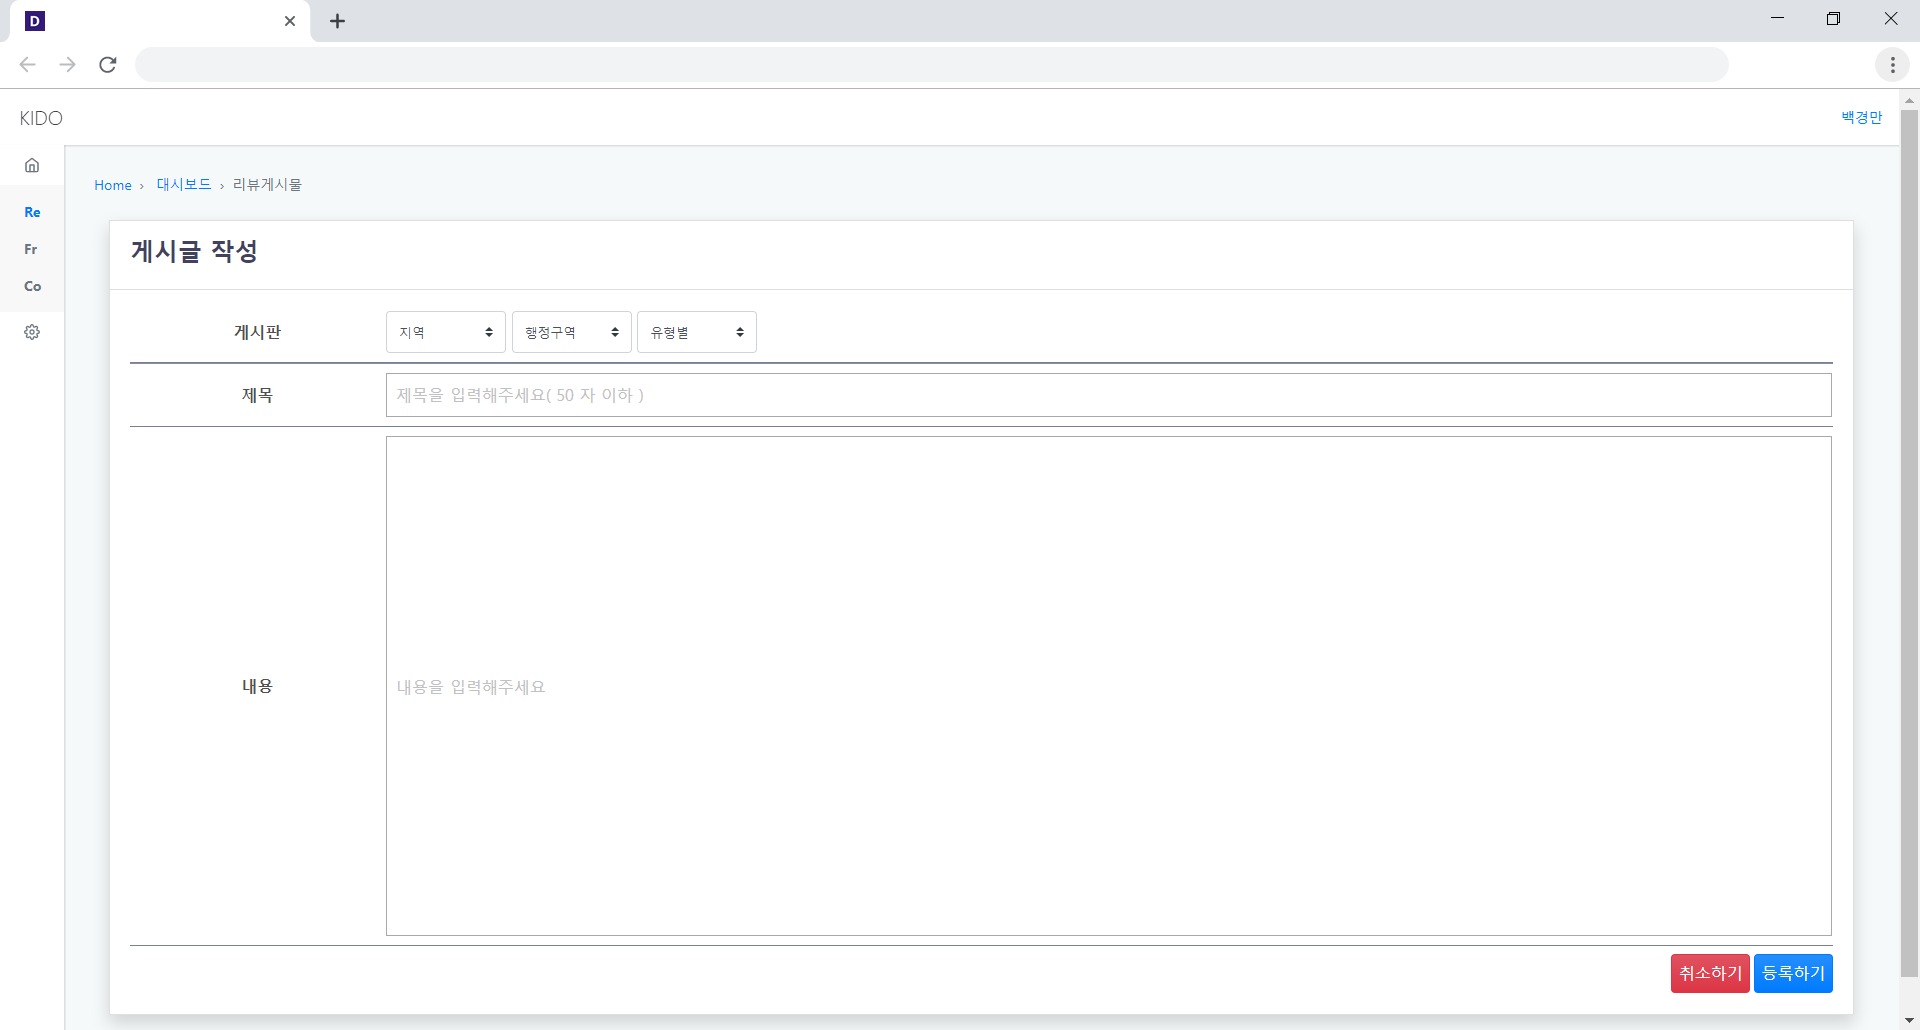 D
KIDO
백경만
Home › 대시보드 › 리뷰게시물
Re
Fr
Co
게시글 작성
게시판 지역 행정구역 유형별
제목 제목을 입력해주세요( 50 자 이하 )
내용 내용을 입력해주세요
취소하기 등록하기